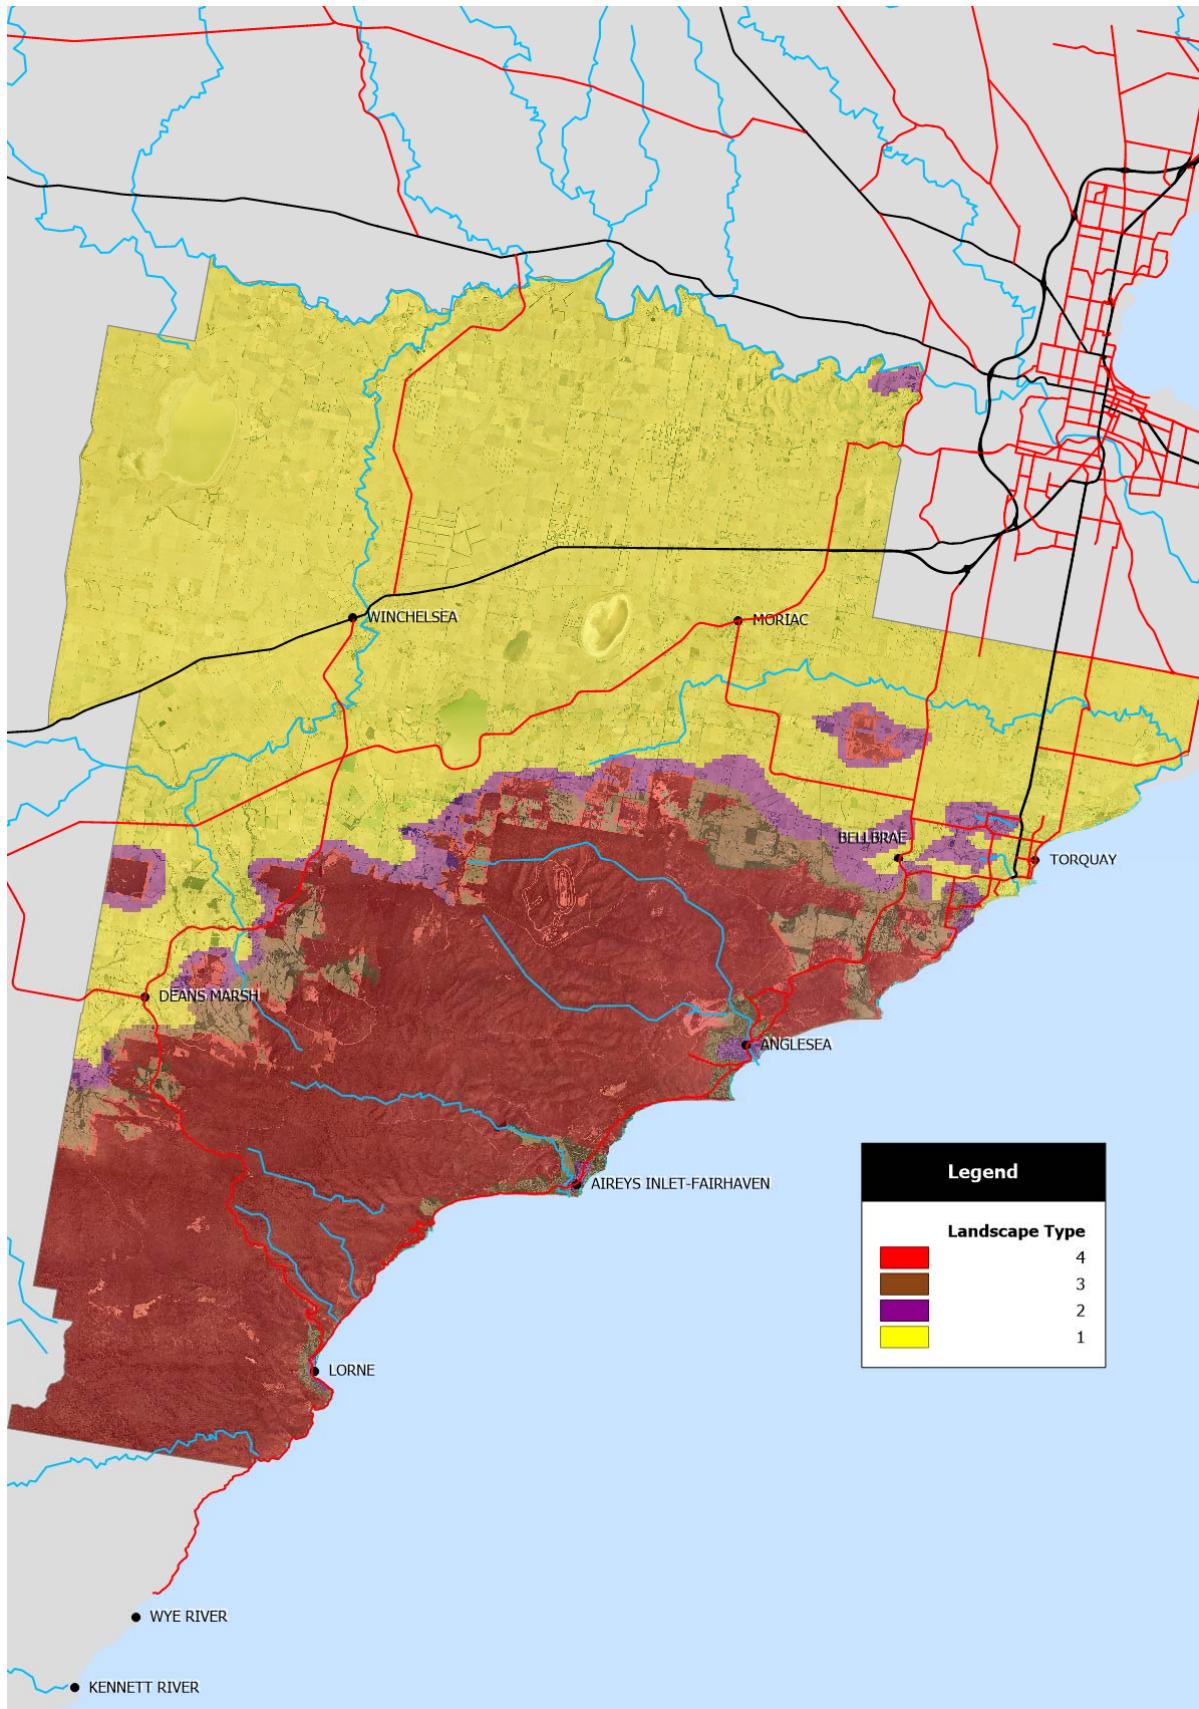 WINCHELSEA
MORIAC
BELLBRAE
TORQUAY
DEANS MARSH
ANGLESEA
AIREYS INLET-FAIRHAVEN
Legend
Landscape Type
4
3
2
1
LORNE
WYE RIVER
KENNETT RIVER